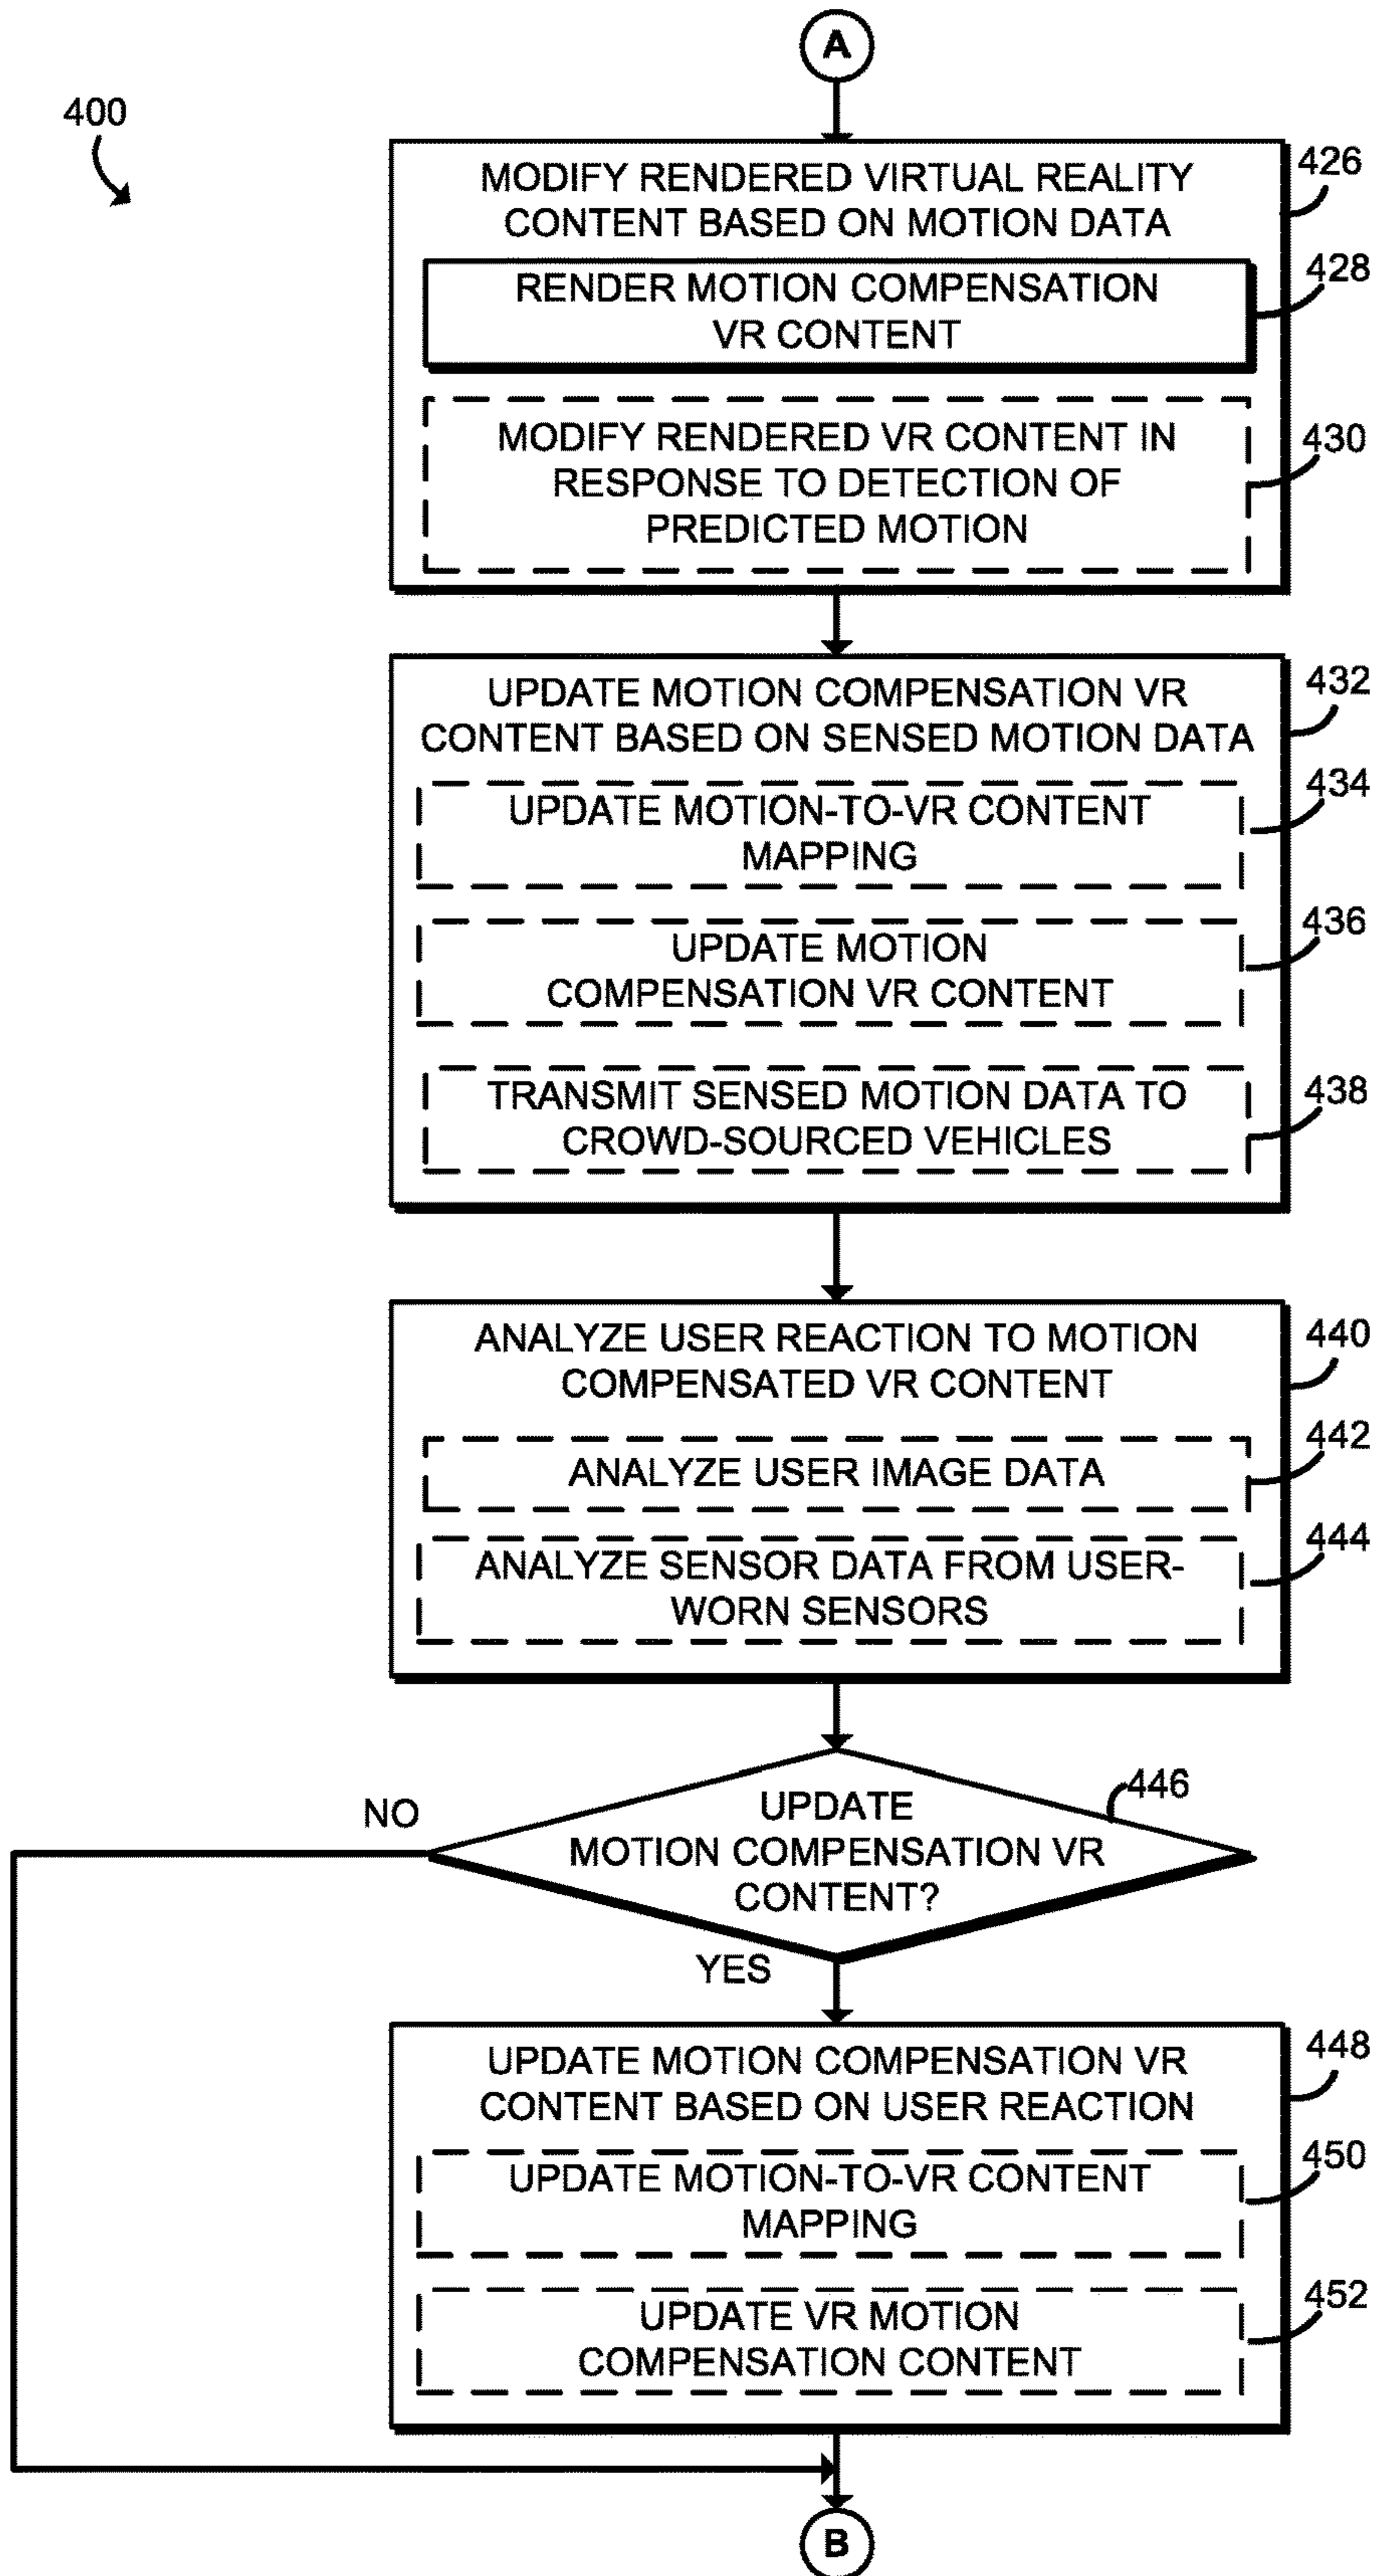 A
400
MODIFY RENDERED VIRTUAL REALITY
CONTENT BASED ON MOTION DATA
426
RENDER MOTION COMPENSATION
VR CONTENT
428
MODIFY RENDERED VR CONTENT IN
RESPONSE TO DETECTION OF
PREDICTED MOTION
430
UPDATE MOTION COMPENSATION VR
CONTENT BASED ON SENSED MOTION DATA
432
UPDATE MOTION-TO-VR CONTENT
MAPPING
434
UPDATE MOTION
COMPENSATION VR CONTENT
436
TRANSMIT SENSED MOTION DATA TO
CROWD-SOURCED VEHICLES
438
ANALYZE USER REACTION TO MOTION
COMPENSATED VR CONTENT
440
ANALYZE USER IMAGE DATA
442
ANALYZE SENSOR DATA FROM USER-
WORN SENSORS
444
UPDATE
MOTION COMPENSATION VR
CONTENT?
446
NO
YES
UPDATE MOTION COMPENSATION VR
CONTENT BASED ON USER REACTION
448
UPDATE MOTION-TO-VR CONTENT
MAPPING
450
UPDATE VR MOTION
COMPENSATION CONTENT
452
B